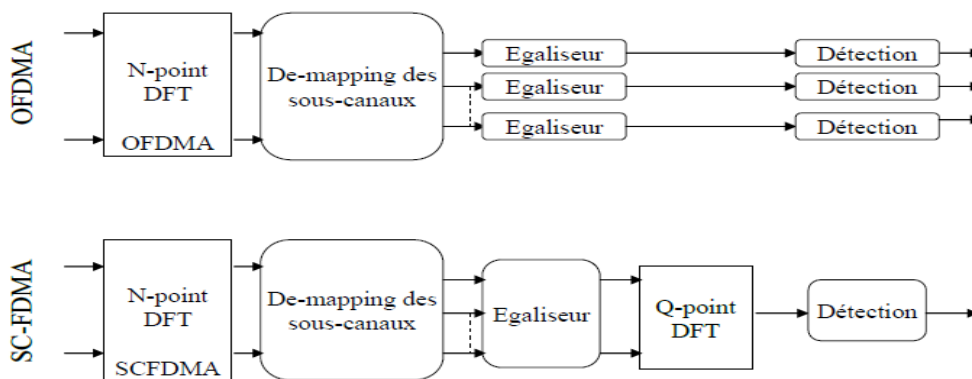 OFDMA
N-point
DFT
OFDMA
De-mapping des
sous-canaux
Egaliseur
Détection
Egaliseur
Détection
Egaliseur
Détection
SC-FDMA
N-point
DFT
SCFDMA
De-mapping des
sous-canaux
Egaliseur
Q-point
DFT
Détection